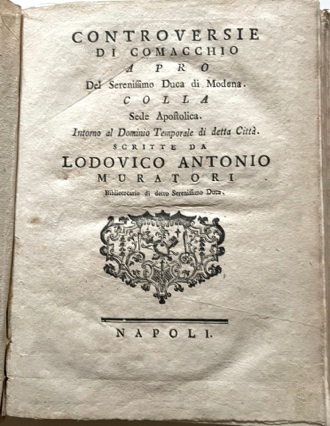 CONTROVERSIE
DI COMACCHIO
A PRO
Del Serenissimo Duca di Modena.
COLLA
Sede Apostolica.
Intorno al Dominio Temporale di detta Città.
SCRITTE DA
LODOVICO ANTONIO
MURATORI
Bibliotecario di detto Serenissimo Duca.
NAPOLI.